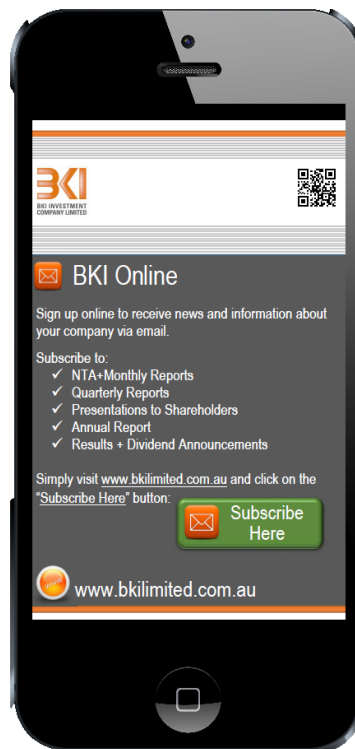 BKI
BKI INVESTMENT
COMPANY LIMITED
BKI Online
Sign up online to receive news and information about
your company via email.
Subscribe to:
✓ NTA+Monthly Reports
✓ Quarterly Reports
✓ Presentations to Shareholders
✓ Annual Report
✓ Results + Dividend Announcements
Simply visit www.bkilimited.com.au and click on the
“Subscribe Here” button:
Subscribe
Here
www.bkilimited.com.au